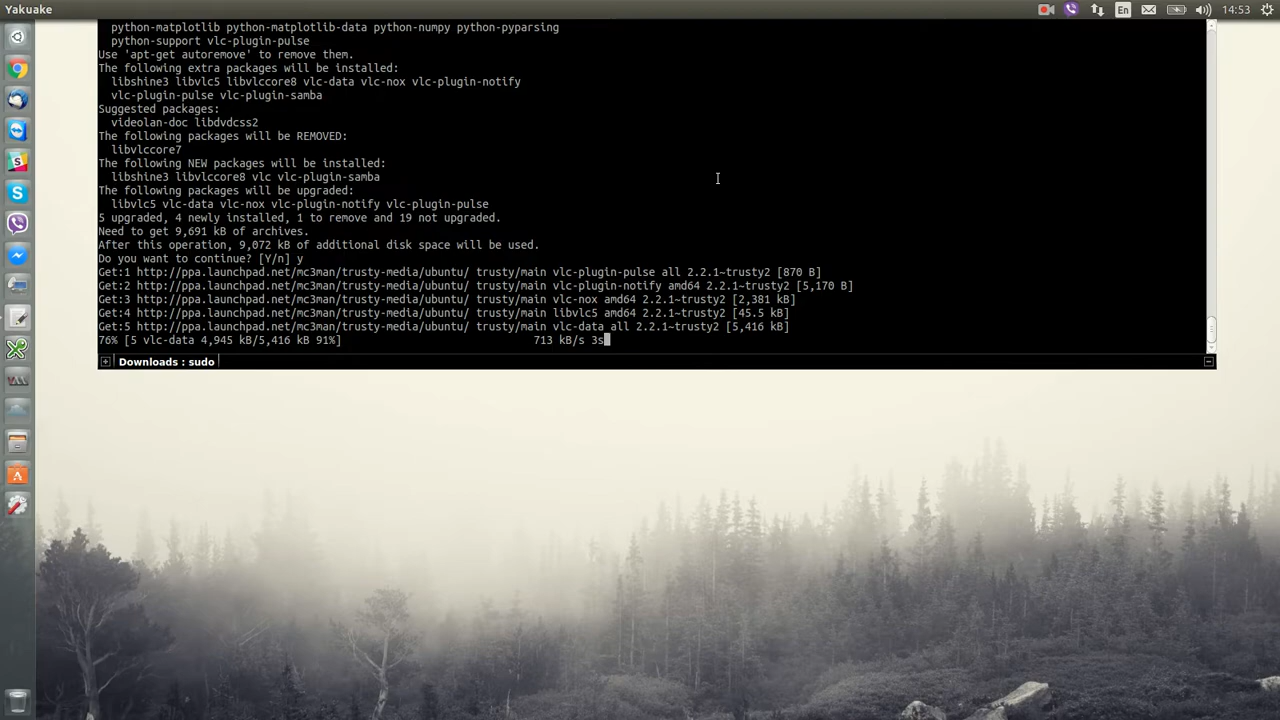 Yakuake
En
14:53
python-matplotlib python-matplotlib-data python-numpy python-pyparsing
python-support vlc-plugin-pulse
Use 'apt-get autoremove' to remove them.
The following extra packages will be installed:
libshine3 libvlc5 libvlccore8 vlc-data vlc-nox vlc-plugin-notify
vlc-plugin-pulse vlc-plugin-samba
Suggested packages:
videolan-doc libdvdcss2
The following packages will be REMOVED:
libvlccore7
The following NEW packages will be installed:
libshine3 libvlccore8 vlc vlc-plugin-samba
The following packages will be upgraded:
libvlc5 vlc-data vlc-nox vlc-plugin-notify vlc-plugin-pulse
5 upgraded, 4 newly installed, 1 to remove and 19 not upgraded.
Need to get 9,691 kB of archives.
After this operation, 9,072 kB of additional disk space will be used.
Do you want to continue? [Y/n] y
Get:1 http://ppa.launchpad.net/mc3man/trusty-media/ubuntu/ trusty/main vlc-plugin-pulse all 2.2.1~trusty2 [870 B]
Get:2 http://ppa.launchpad.net/mc3man/trusty-media/ubuntu/ trusty/main vlc-plugin-notify amd64 2.2.1~trusty2 [5,170 B]
Get:3 http://ppa.launchpad.net/mc3man/trusty-media/ubuntu/ trusty/main vlc-nox amd64 2.2.1~trusty2 [2,381 kB]
Get:4 http://ppa.launchpad.net/mc3man/trusty-media/ubuntu/ trusty/main libvlc5 amd64 2.2.1~trusty2 [45.5 kB]
Get:5 http://ppa.launchpad.net/mc3man/trusty-media/ubuntu/ trusty/main vlc-data all 2.2.1~trusty2 [5,416 kB]
76% [5 vlc-data 4,945 kB/5,416 kB 91%] 713 kB/s 3s
Downloads : sudo